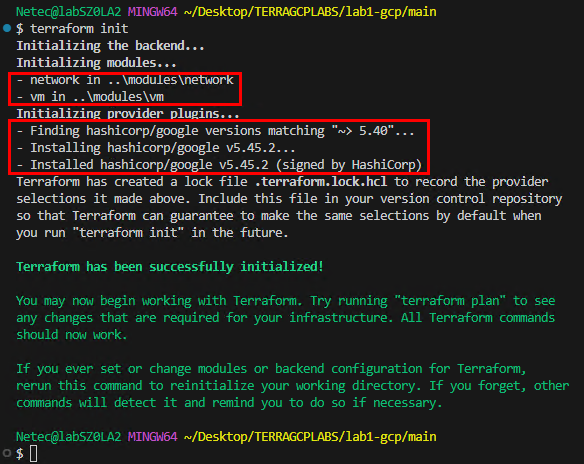 Netec@labSZ0LA2 MINGW64 ~/Desktop/TERRAGCPLABS/lab1-gcp/main
$ terraform init
Initializing the backend...
Initializing modules...
- network in ..\modules\network
- vm in ..\modules\vm
Initializing provider plugins...
- Finding hashicorp/google versions matching "~> 5.40"...
- Installing hashicorp/google v5.45.2...
- Installed hashicorp/google v5.45.2 (signed by HashiCorp)
Terraform has created a lock file .terraform.lock.hcl to record the provider
selections it made above. Include this file in your version control repository
so that Terraform can guarantee to make the same selections by default when
you run "terraform init" in the future.
Terraform has been successfully initialized!
You may now begin working with Terraform. Try running "terraform plan" to see
any changes that are required for your infrastructure. All Terraform commands
should now work.
If you ever set or change modules or backend configuration for Terraform,
rerun this command to reinitialize your working directory. If you forget, other
commands will detect it and remind you to do so if necessary.
Netec@labSZ0LA2 MINGW64 ~/Desktop/TERRAGCPLABS/lab1-gcp/main
$